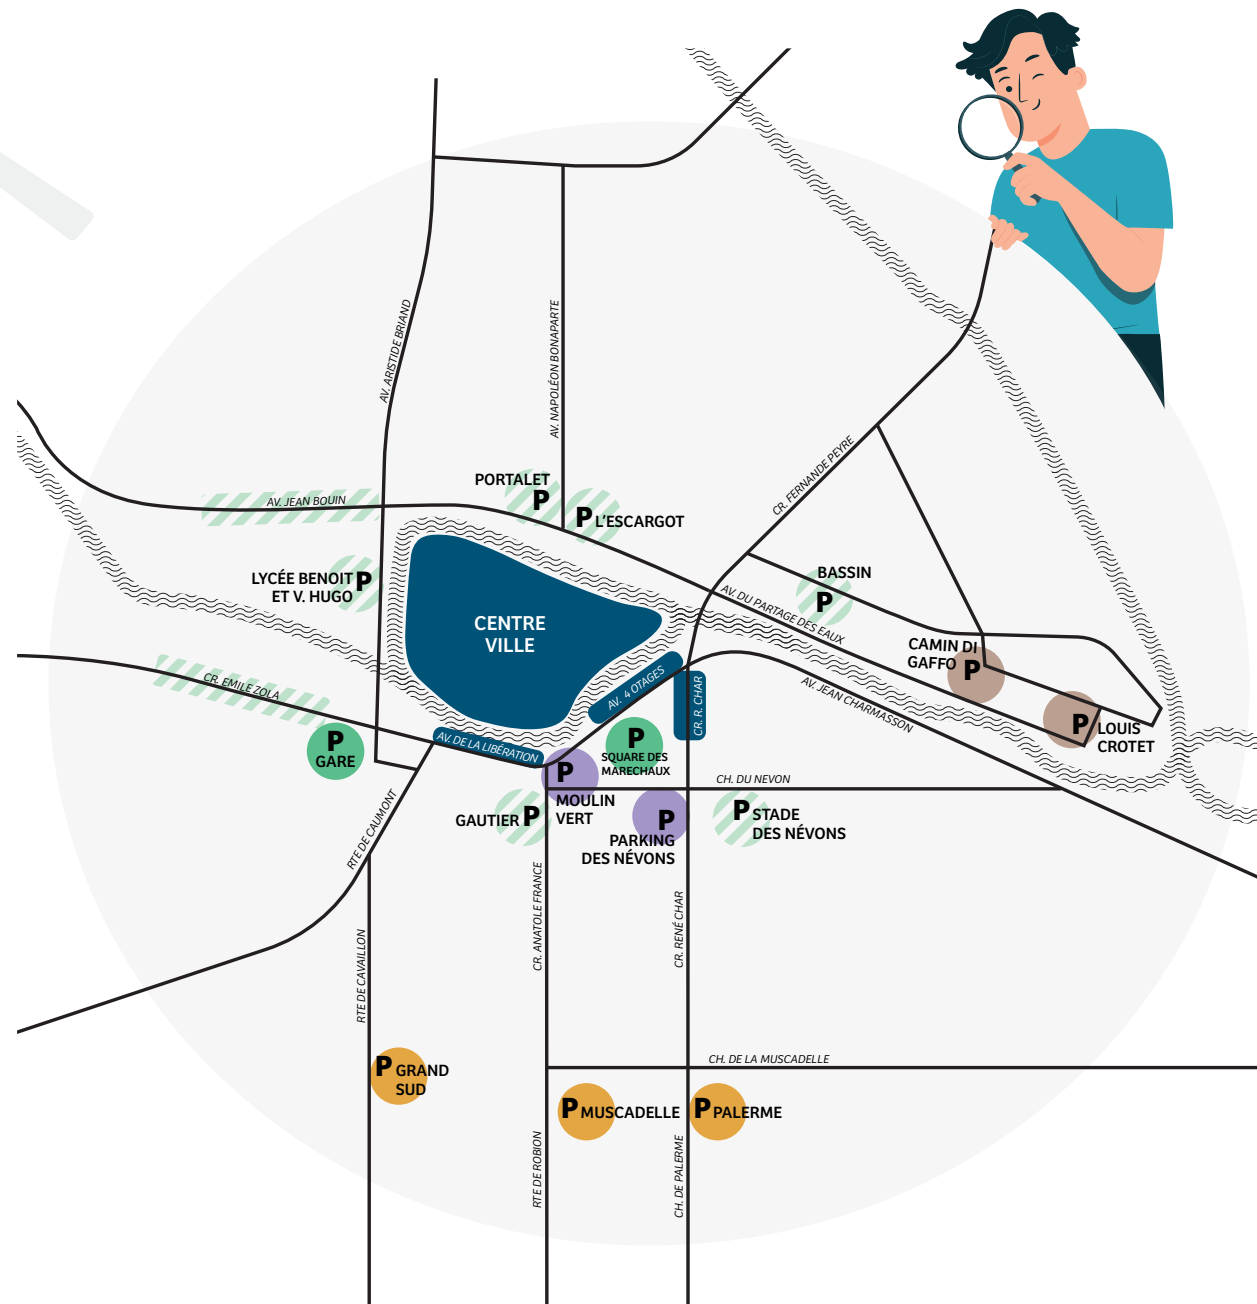 AV. ARISTIDE BRIAND
AV. NAPOLÉON BONAPARTE
CR. FERNANDE PEYRE
PORTALET
P
P L'ESCARGOT
AV. JEAN BOUIN
LYCÉE BENOIT
ET V. HUGO
P
CENTRE
VILLE
BASSIN
P
AV. DU PARTAGE DES EAUX
CAMIN DI
GAFFO
P
AV. JEAN CHARMASSON
P LOUIS
CROTET
CR. EMILE ZOLA
AV. 4 OTAGES
CR. R. CHAR
AV. DE LA LIBÉRATION
P
GARE
P
SQUARE DES
MARECHAUX
P
MOULIN
VERT
CH. DU NEVON
GAUTIER P
P
PARKING
DES NÉVONS
P STADE
DES NÉVONS
RTE DE CAUMONT
RTE DE CAVAILLON
CR. ANATOLE FRANCE
CR. RENÉ CHAR
P GRAND
SUD
CH. DE LA MUSCADELLE
P MUSCADELLE
P PALERME
RTE DE ROBION
CH. DE PALERME